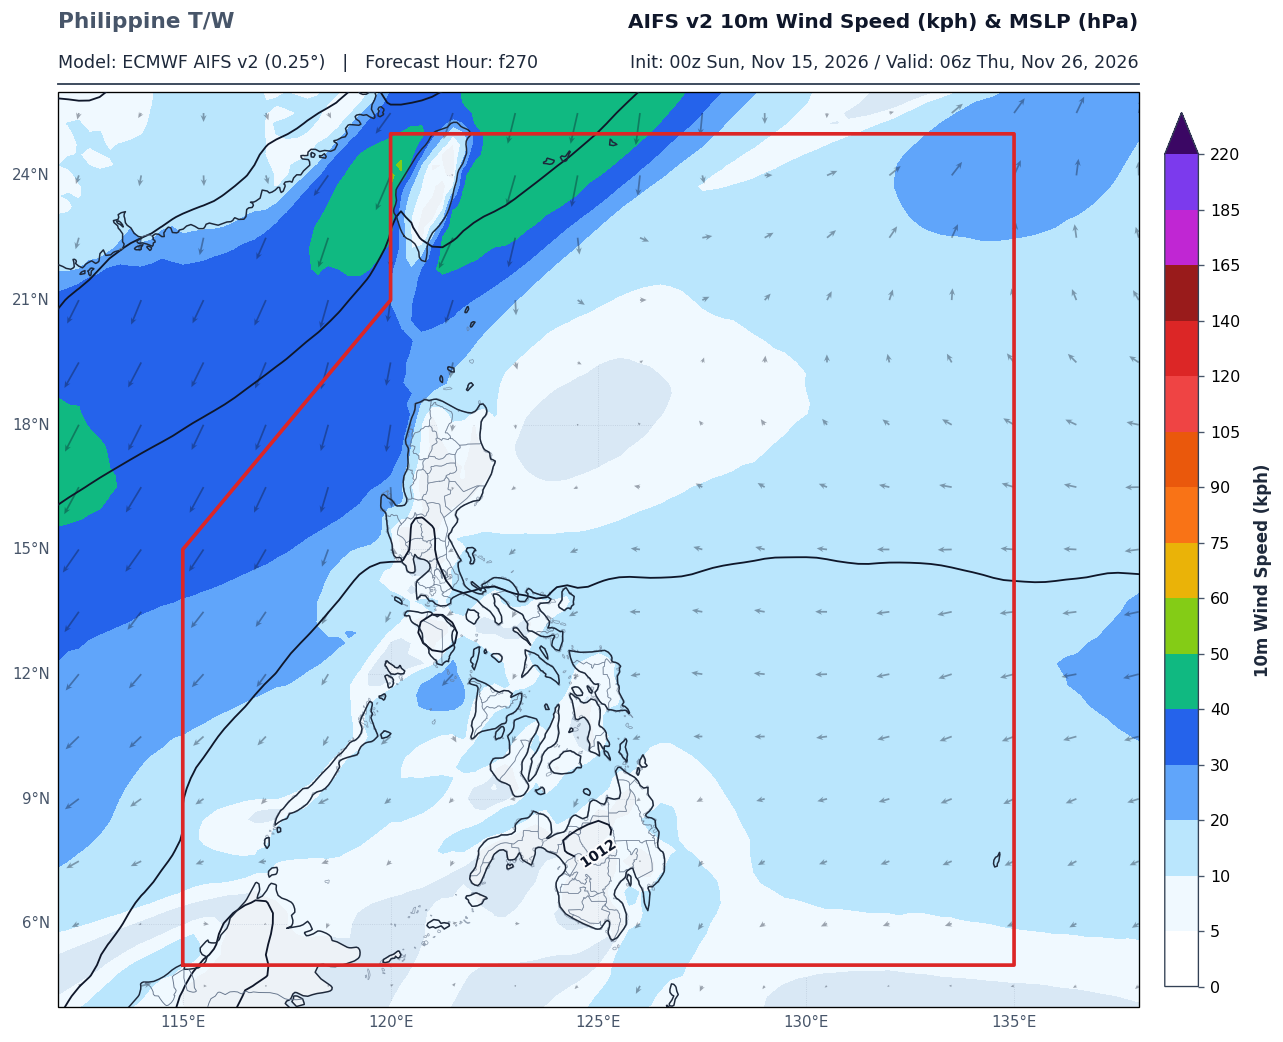 Philippine T/W
AIFS v2 10m Wind Speed (kph) & MSLP (hPa)
Model: ECMWF AIFS v2 (0.25°) | Forecast Hour: f270
Init: 00z Sun, Nov 15, 2026 / Valid: 06z Thu, Nov 26, 2026
24°N
21°N
18°N
15°N
12°N
9°N
6°N
1012
115°E
120°E
125°E
130°E
135°E
220
185
165
140
120
105
90
75
60
50
40
30
20
10
5
0
10m Wind Speed (kph)